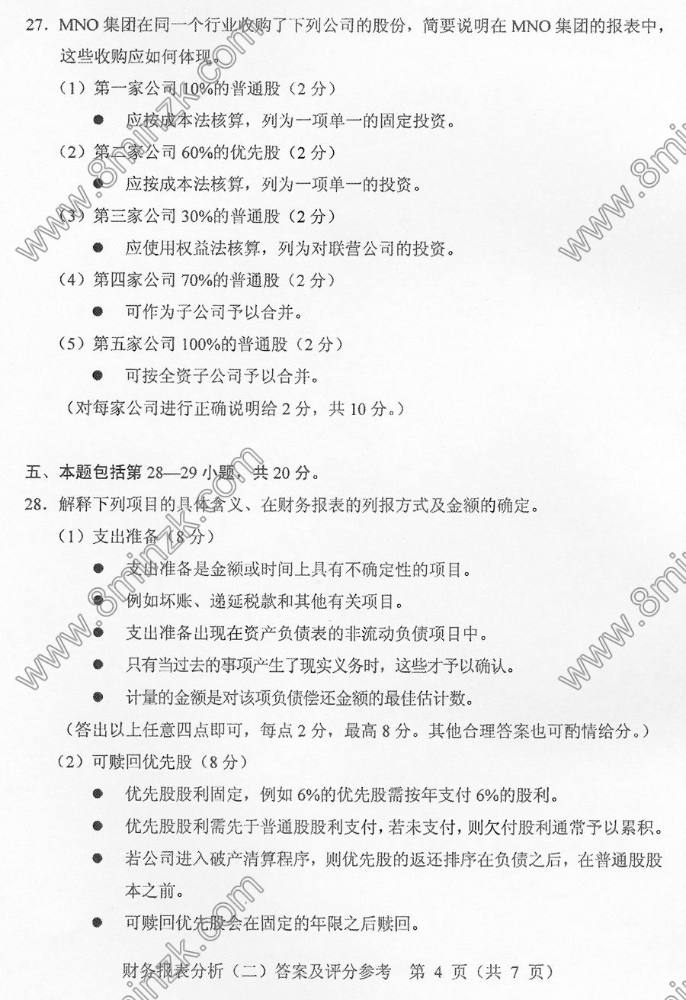 27．MNO 集团在同一个行业收购了下列公司的股份，简要说明在 MNO 集团的报表中，
这些收购应如何体现。
（1）第一家公司 10%的普通股（2 分）
● 应按成本法核算，列为一项单一的固定投资。
（2）第二家公司 60%的优先股（2 分）
● 应按成本法核算，列为一项单一的投资。
（3）第三家公司 30%的普通股（2 分）
● 应使用权益法核算，列为对联营公司的投资。
（4）第四家公司 70%的普通股（2 分）
● 可作为子公司予以合并。
（5）第五家公司 100%的普通股（2 分）
● 可按全资子公司予以合并。
（对每家公司进行正确说明给 2 分，共 10 分。）
五、本题包括第 28—29 小题，共 20 分。
28．解释下列项目的具体含义、在财务报表的列报方式及金额的确定。
（1）支出准备（8 分）
● 支出准备是金额或时间上具有不确定性的项目。
● 例如坏账、递延税款和其他有关项目。
● 支出准备出现在资产负债表的非流动负债项目中。
● 只有当过去的事项产生了现实义务时，这些才予以确认。
● 计量的金额是对该项负债偿还金额的最佳估计数。
（答出以上任意四点即可，每点 2 分，最高 8 分。其他合理答案也可酌情给分。）
（2）可赎回优先股（8 分）
● 优先股股利固定，例如 6%的优先股需按年支付 6%的股利。
● 优先股股利需先于普通股股利支付，若未支付，则欠付股利通常予以累积。
● 若公司进入破产清算程序，则优先股的返还排序在负债之后，在普通股股
本之前。
● 可赎回优先股会在固定的年限之后赎回。
财务报表分析（二）答案及评分参考 第 4 页（共 7 页）
www.8minzk.com
www.8minzk.com
www.8minzk.com